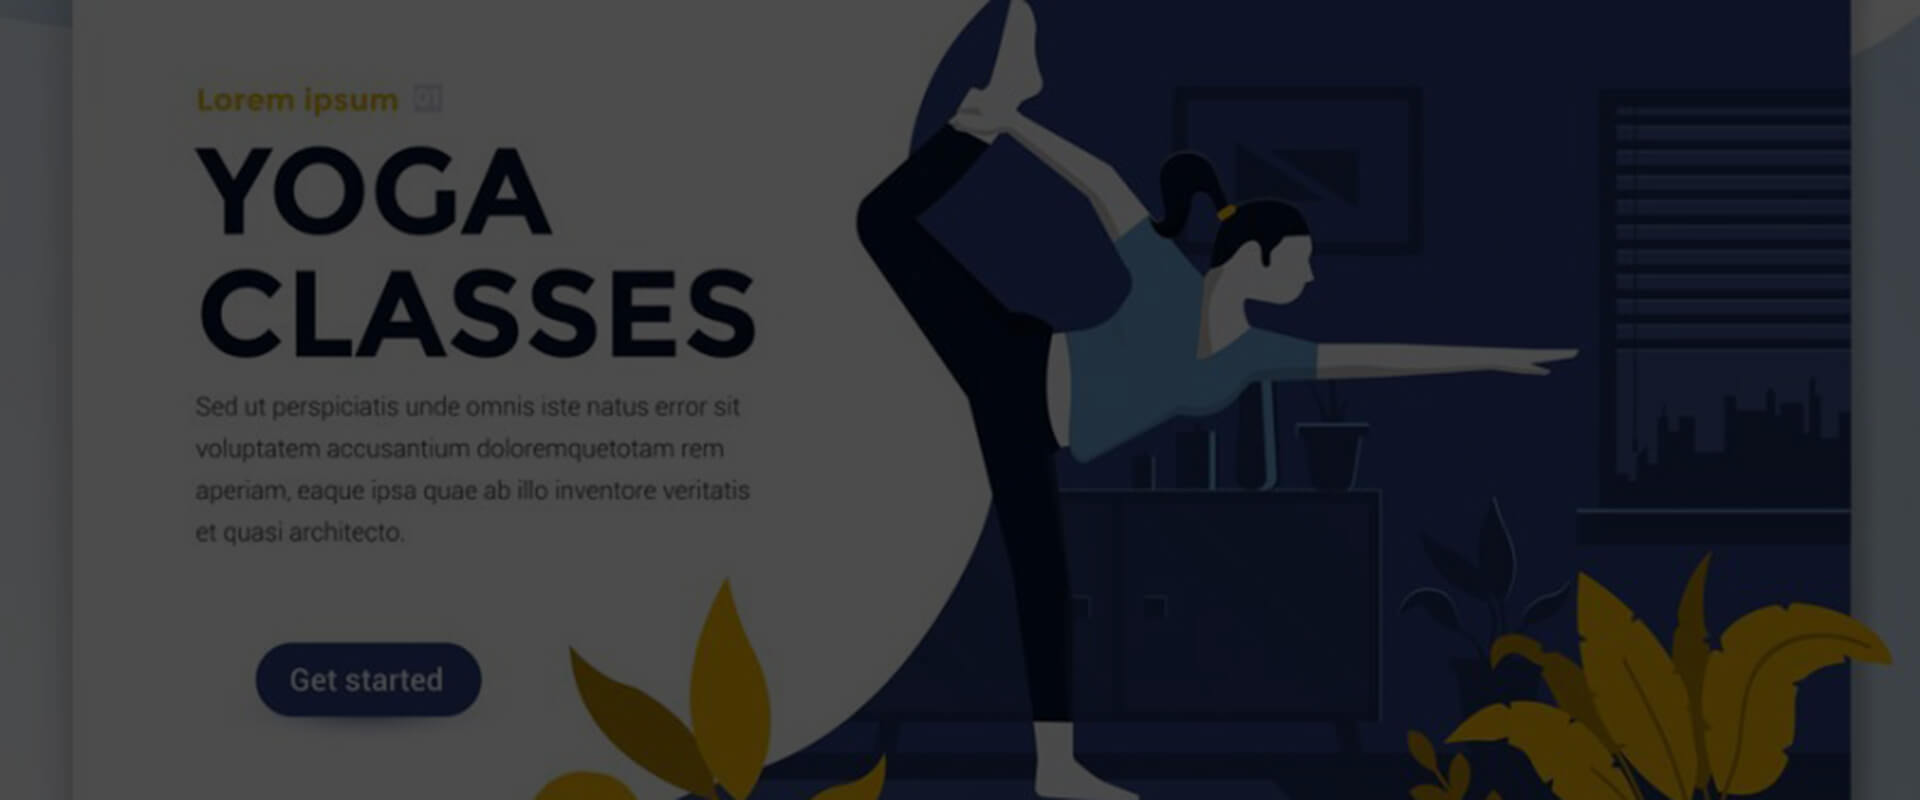 Lorem ipsum 01
YOGA
CLASSES
Sed ut perspiciatis unde omnis iste natus error sit
voluptatem accusantium doloremquetotam rem
aperiam, eaque ipsa quae ab illo inventore veritatis
et quasi architecto.
Get started